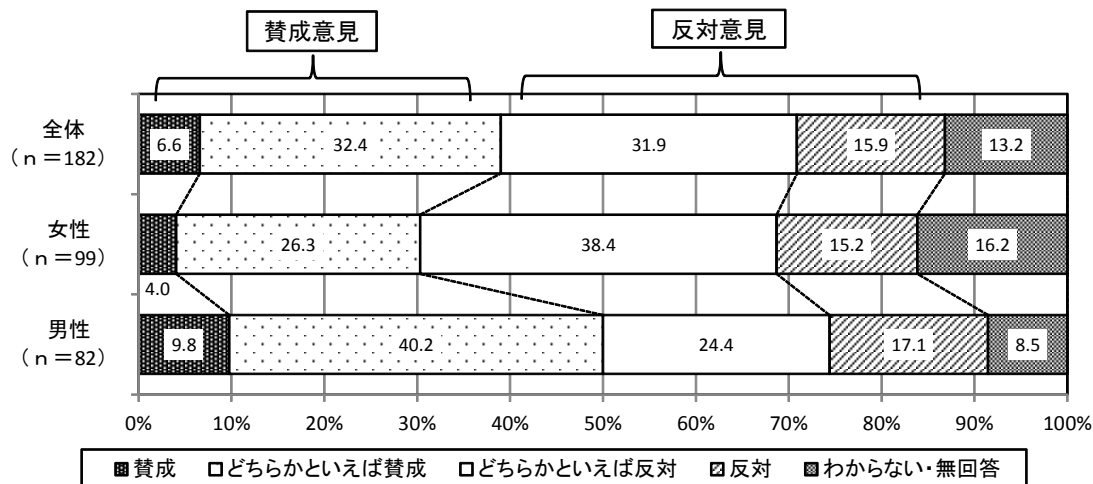 賛成意見 反対意見
全体
(n=182)
6.6 32.4 31.9 15.9 13.2
女性
(n=99)
26.3 38.4 15.2 16.2
4.0
男性
(n=82)
9.8 40.2 24.4 17.1 8.5
0% 10% 20% 30% 40% 50% 60% 70% 80% 90% 100%
賛成 どちらかといえば賛成 どちらかといえば反対 反対 わからない・無回答